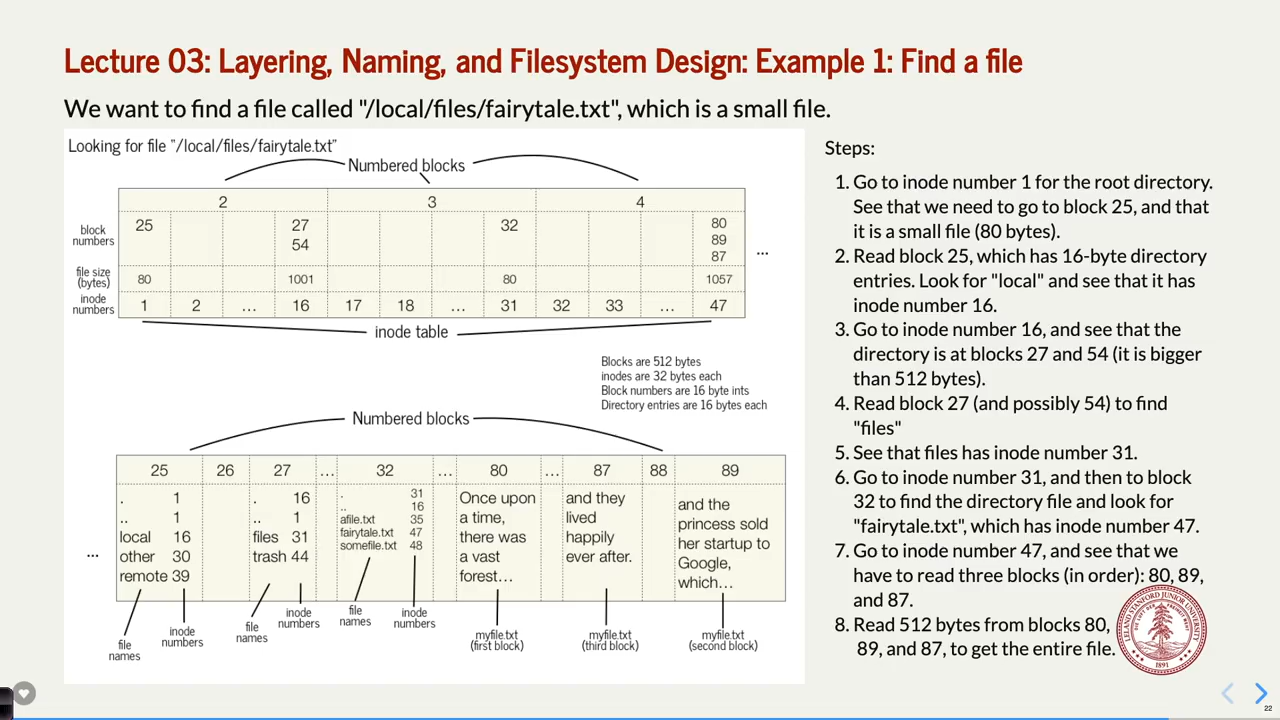 Lecture 03: Layering, Naming, and Filesystem Design: Example 1: Find a file
We want to find a file called "/local/files/fairytale.txt", which is a small file.
Looking for file "/local/files/fairytale.txt"
Numbered blocks
2 3 4
block
numbers
25 27 32 80
54 89
87
...
file size
(bytes)
80 1001 80 1057
inode
numbers
1 2 ... 16 17 18 ... 31 32 33 ... 47
inode table
Blocks are 512 bytes
inodes are 32 bytes each
Block numbers are 16 byte ints
Directory entries are 16 bytes each
Numbered blocks
25 26 27 ... 32 ... 80 ... 87 88 89
. 1
.. 1
local 16
other 30
remote 39
. 16
.. 1
files 31
trash 44
. 31
.. 16
afile.txt 35
fairytale.txt 47
somefile.txt 48
Once upon
a time,
there was
a vast
forest...
and they
lived
happily
ever after.
and the
princess sold
her startup to
Google,
which...
...
file
names
inode
numbers
file
names
inode
numbers
file
names
inode
numbers
myfile.txt
(first block)
myfile.txt
(third block)
myfile.txt
(second block)
Steps:
1. Go to inode number 1 for the root directory.
See that we need to go to block 25, and that
it is a small file (80 bytes).
2. Read block 25, which has 16-byte directory
entries. Look for "local" and see that it has
inode number 16.
3. Go to inode number 16, and see that the
directory is at blocks 27 and 54 (it is bigger
than 512 bytes).
4. Read block 27 (and possibly 54) to find
"files"
5. See that files has inode number 31.
6. Go to inode number 31, and then to block
32 to find the directory file and look for
"fairytale.txt", which has inode number 47.
7. Go to inode number 47, and see that we
have to read three blocks (in order): 80, 89,
and 87.
8. Read 512 bytes from blocks 80,
89, and 87, to get the entire file.
LELAND STANFORD JUNIOR UNIVERSITY
1891
22